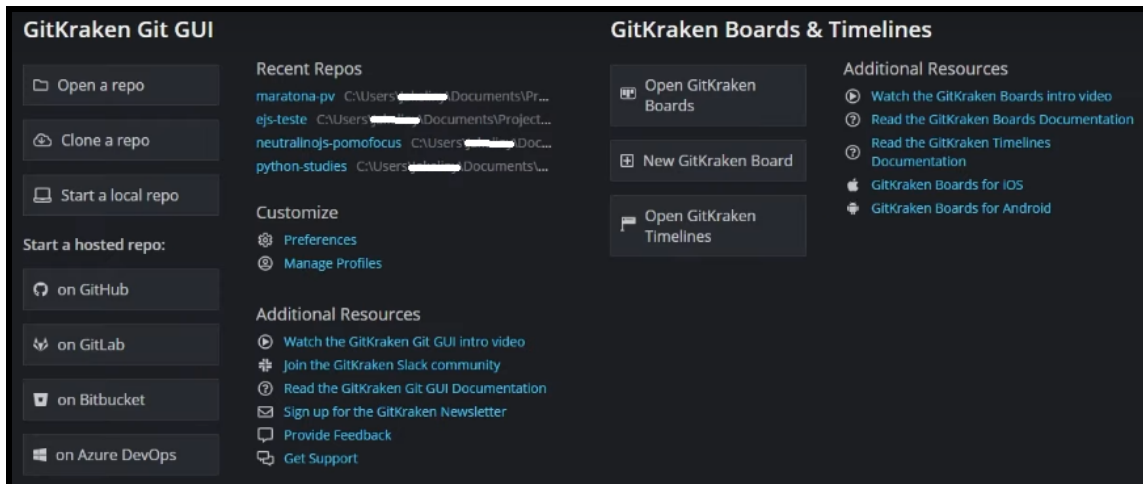 GitKraken Git GUI
Open a repo
Clone a repo
Start a local repo
Start a hosted repo:
on GitHub
on GitLab
on Bitbucket
on Azure DevOps
Recent Repos
maratona-pv C:\Users\ \Documents\Pr...
ejs-teste C:\Users\ \Documents\Project...
neutralinojs-pomofocus C:\Users\ \Doc...
python-studies C:\Users\ \Documents\...
Customize
Preferences
Manage Profiles
Additional Resources
Watch the GitKraken Git GUI intro video
Join the GitKraken Slack community
Read the GitKraken Git GUI Documentation
Sign up for the GitKraken Newsletter
Provide Feedback
Get Support
GitKraken Boards & Timelines
Open GitKraken
Boards
New GitKraken Board
Open GitKraken
Timelines
Additional Resources
Watch the GitKraken Boards intro video
Read the GitKraken Boards Documentation
Read the GitKraken Timelines
Documentation
GitKraken Boards for iOS
GitKraken Boards for Android